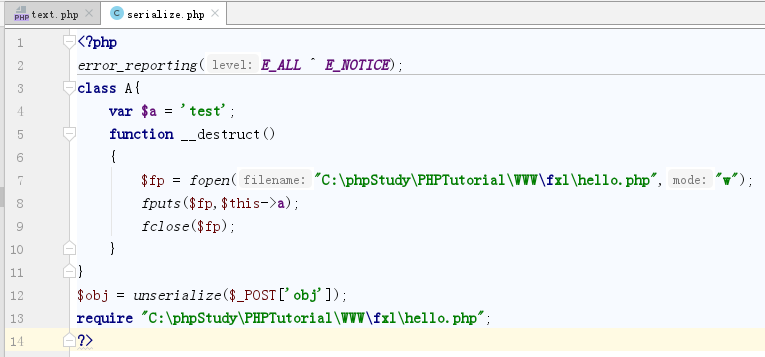 text.php serialize.php
1 <?php
2 error_reporting( level: E_ALL ^ E_NOTICE);
3 class A{
4 var $a = 'test';
5 function __destruct()
6 {
7 $fp = fopen( filename: "C:\phpStudy\PHPTutorial\WWW\fxl\hello.php", mode: "w");
8 fputs($fp,$this->a);
9 fclose($fp);
10 }
11 }
12 $obj = unserialize($_POST['obj']);
13 require "C:\phpStudy\PHPTutorial\WWW\fxl\hello.php";
14 ?>